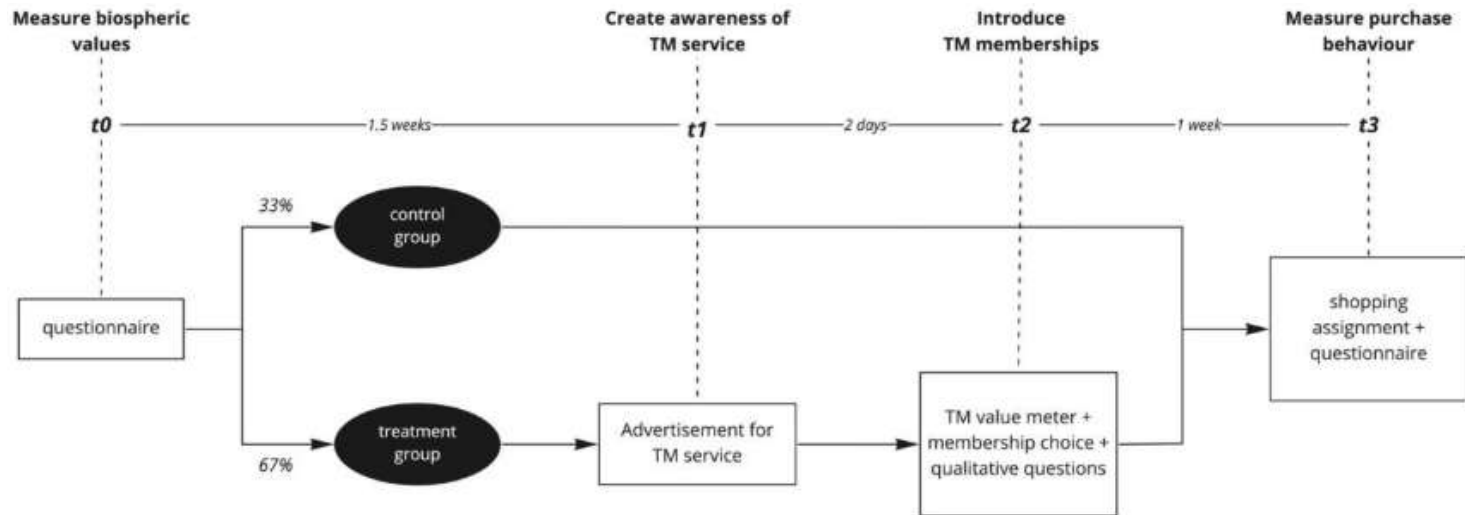 Measure biospheric
values
Create awareness of
TM service
Introduce
TM memberships
Measure purchase
behaviour
t0
1.5 weeks
t1
2 days
t2
1 week
t3
33%
control
group
questionnaire
shopping
assignment +
questionnaire
67%
treatment
group
Advertisement for
TM service
TM value meter +
membership choice +
qualitative questions